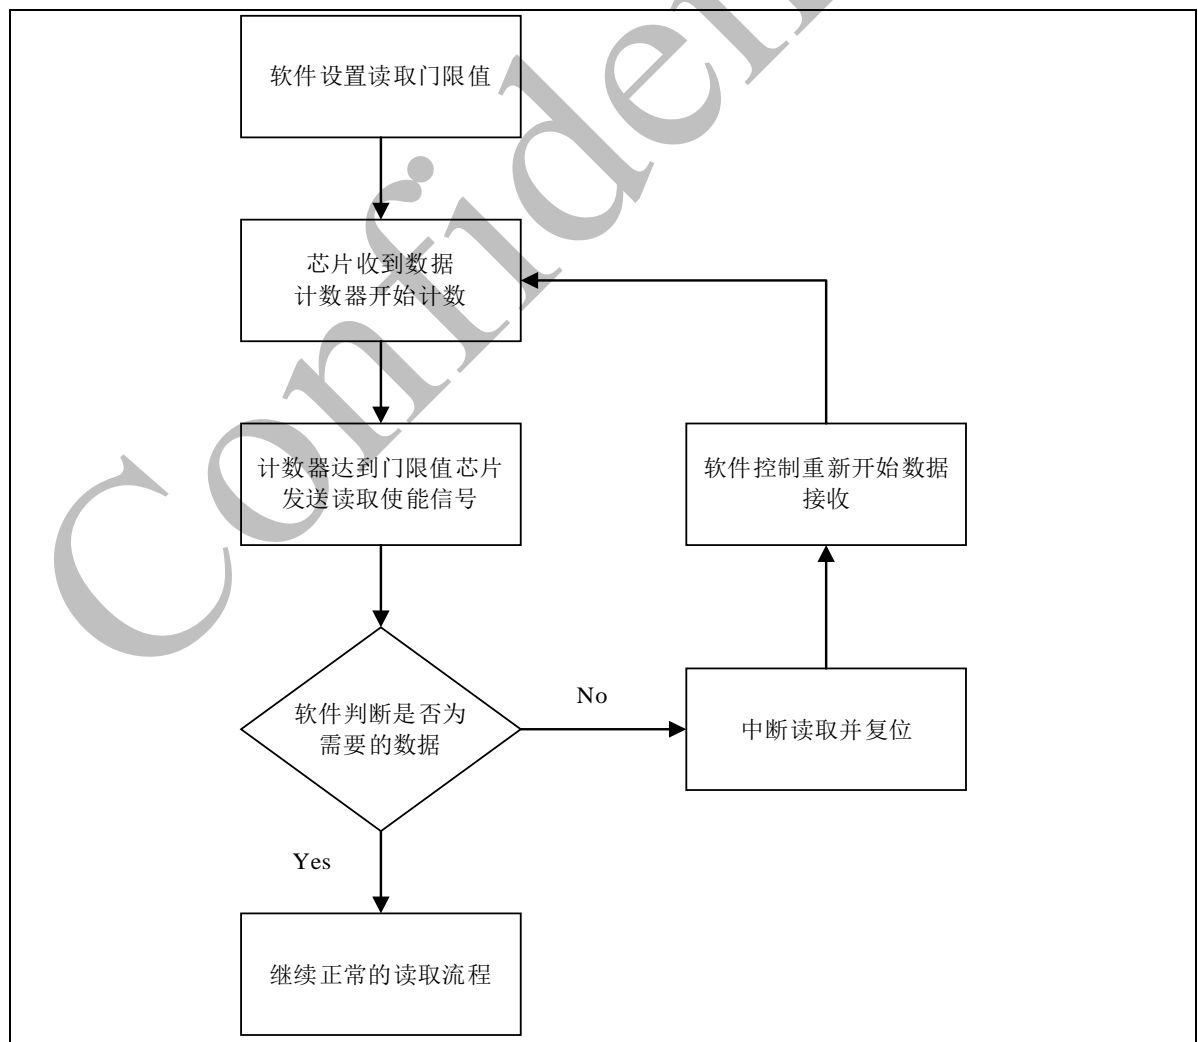 软件设置读取门限值
芯片收到数据
计数器开始计数
计数器达到门限值芯片
发送读取使能信号
软件控制重新开始数据
接收
软件判断是否为
需要的数据
No
中断读取并复位
Yes
继续正常的读取流程
Confiden